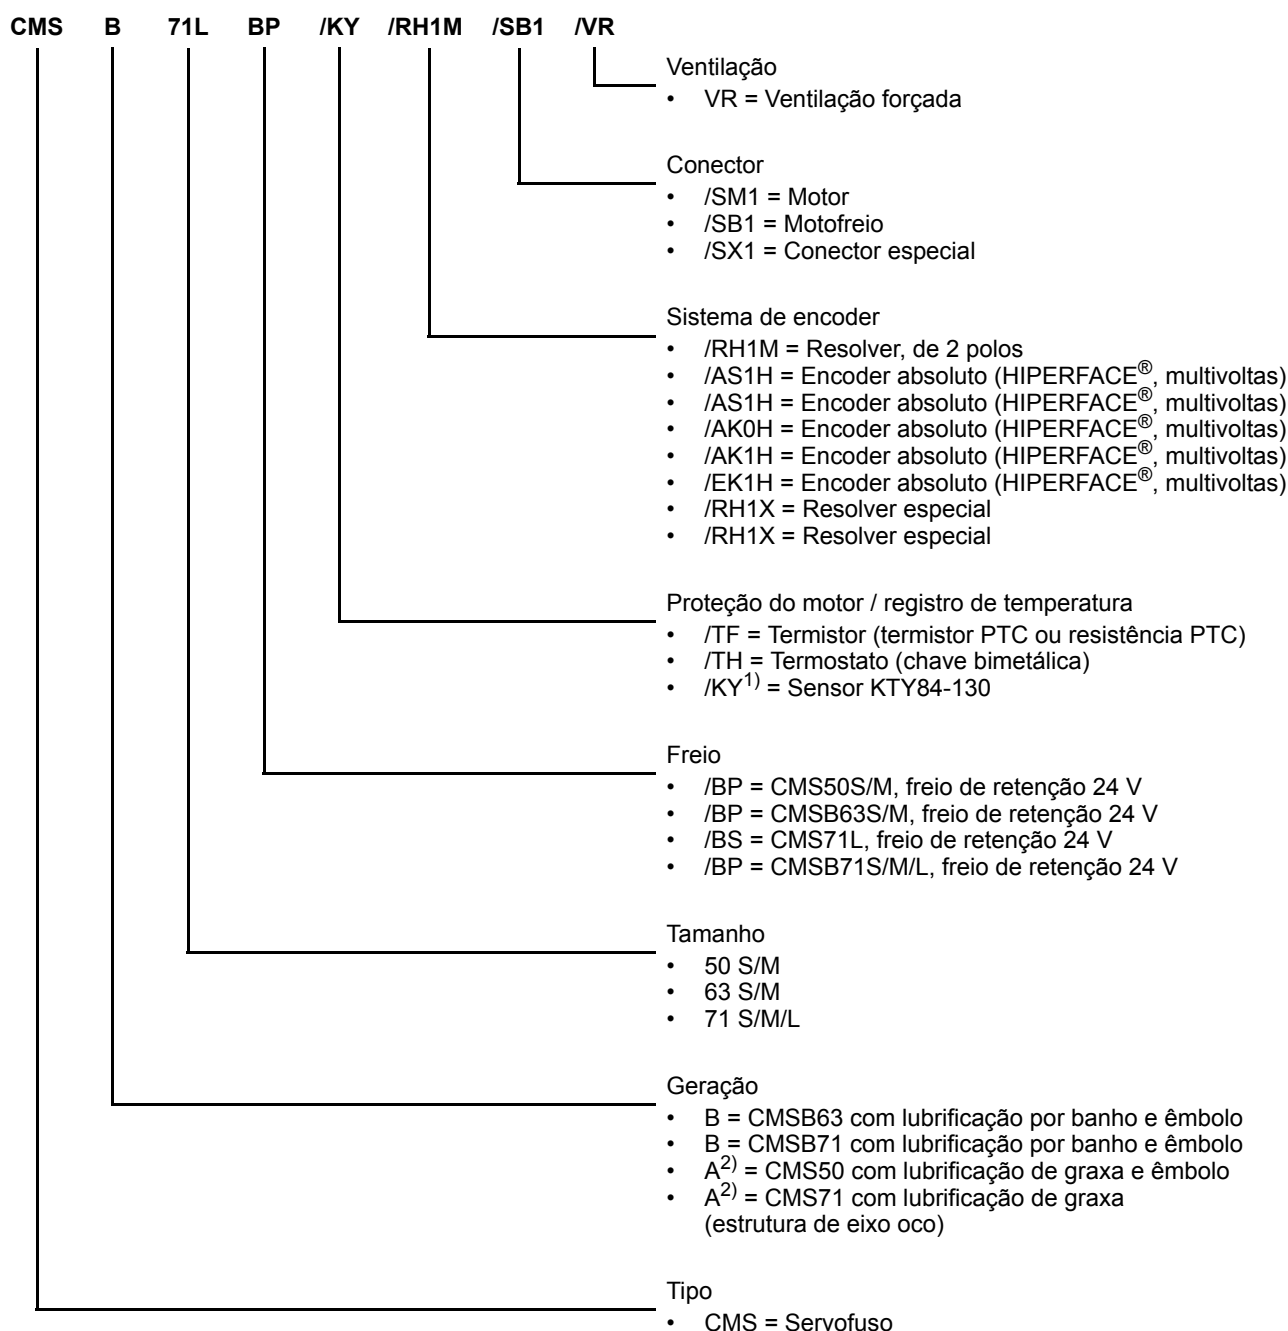 CMS B 71L BP /KY /RH1M /SB1 /VR
Ventilação
• VR = Ventilação forçada
Conector
• /SM1 = Motor
• /SB1 = Motofreio
• /SX1 = Conector especial
Sistema de encoder
• /RH1M = Resolver, de 2 polos
• /AS1H = Encoder absoluto (HIPERFACE®, multivoltas)
• /AS1H = Encoder absoluto (HIPERFACE®, multivoltas)
• /AK0H = Encoder absoluto (HIPERFACE®, multivoltas)
• /AK1H = Encoder absoluto (HIPERFACE®, multivoltas)
• /EK1H = Encoder absoluto (HIPERFACE®, multivoltas)
• /RH1X = Resolver especial
• /RH1X = Resolver especial
Proteção do motor / registro de temperatura
• /TF = Termistor (termistor PTC ou resistência PTC)
• /TH = Termostato (chave bimetálica)
• /KY1) = Sensor KTY84-130
Freio
• /BP = CMS50S/M, freio de retenção 24 V
• /BP = CMSB63S/M, freio de retenção 24 V
• /BS = CMS71L, freio de retenção 24 V
• /BP = CMSB71S/M/L, freio de retenção 24 V
Tamanho
• 50 S/M
• 63 S/M
• 71 S/M/L
Geração
• B = CMSB63 com lubrificação por banho e êmbolo
• B = CMSB71 com lubrificação por banho e êmbolo
• A2) = CMS50 com lubrificação de graxa e êmbolo
• A2) = CMS71 com lubrificação de graxa
(estrutura de eixo oco)
Tipo
• CMS = Servofuso